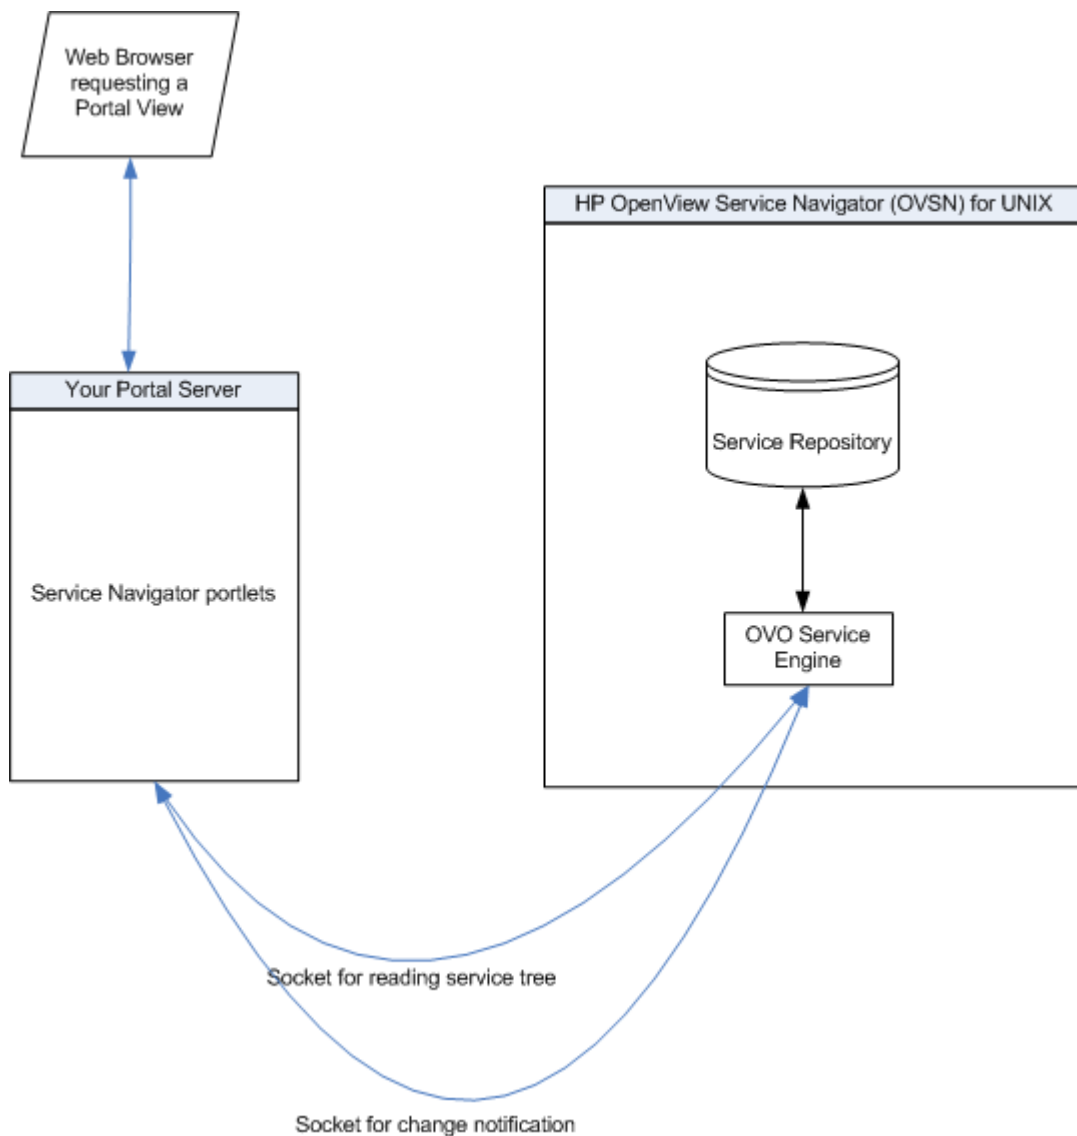 Web Browser
requesting a
Portal View
HP OpenView Service Navigator (OVSN) for UNIX
Your Portal Server
Service Repository
Service Navigator portlets
OVO Service
Engine
Socket for reading service tree
Socket for change notification